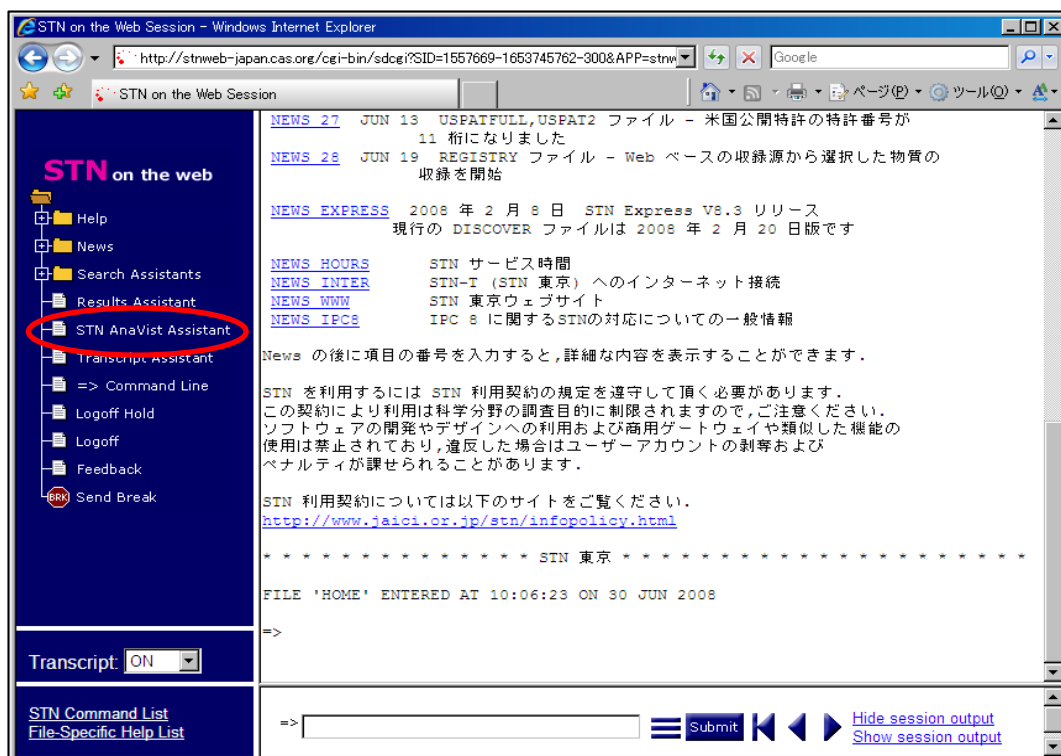 STN on the Web Session - Windows Internet Explorer
http://stnweb-japan.cas.org/cgi-bin/sdcgi?SID=1557669-1653745762-300&APP=stnw
Google
STN on the Web Session
ページ(P)
ツール(O)
STN on the web
Help
News
Search Assistants
Results Assistant
STN AnaVist Assistant
Transcript Assistant
=> Command Line
Logoff Hold
Logoff
Feedback
BRK Send Break
Transcript: ON
STN Command List
File-Specific Help List
NEWS 27 JUN 13 USPATFULL,USPAT2 ファイル - 米国公開特許の特許番号が
11 桁になりました
NEWS 28 JUN 19 REGISTRY ファイル - Web ベースの収録源から選択した物質の
収録を開始
NEWS EXPRESS 2008 年 2 月 8 日 STN Express V8.3 リリース
現行の DISCOVER ファイルは 2008 年 2 月 20 日版です
NEWS HOURS STN サービス時間
NEWS INTER STN-T (STN 東京) へのインターネット接続
NEWS WWW STN 東京ウェブサイト
NEWS IPC8 IPC 8 に関するSTNの対応についての一般情報
News の後に項目の番号を入力すると,詳細な内容を表示することができます.
STN を利用するには STN 利用契約の規定を遵守して頂く必要があります.
この契約により利用は科学分野の調査目的に制限されますので,ご注意ください.
ソフトウェアの開発やデザインへの利用および商用ゲートウェイや類似した機能の
使用は禁止されており,違反した場合はユーザーアカウントの剥奪および
ペナルティが課せられることがあります.
STN 利用契約については以下のサイトをご覧ください.
http://www.jaici.or.jp/stn/infopolicy.html
* * * * * * * * * * * * * * STN 東京 * * * * * * * * * * * * * * * * * * * * *
FILE 'HOME' ENTERED AT 10:06:23 ON 30 JUN 2008
=>
=>
Submit
Hide session output
Show session output